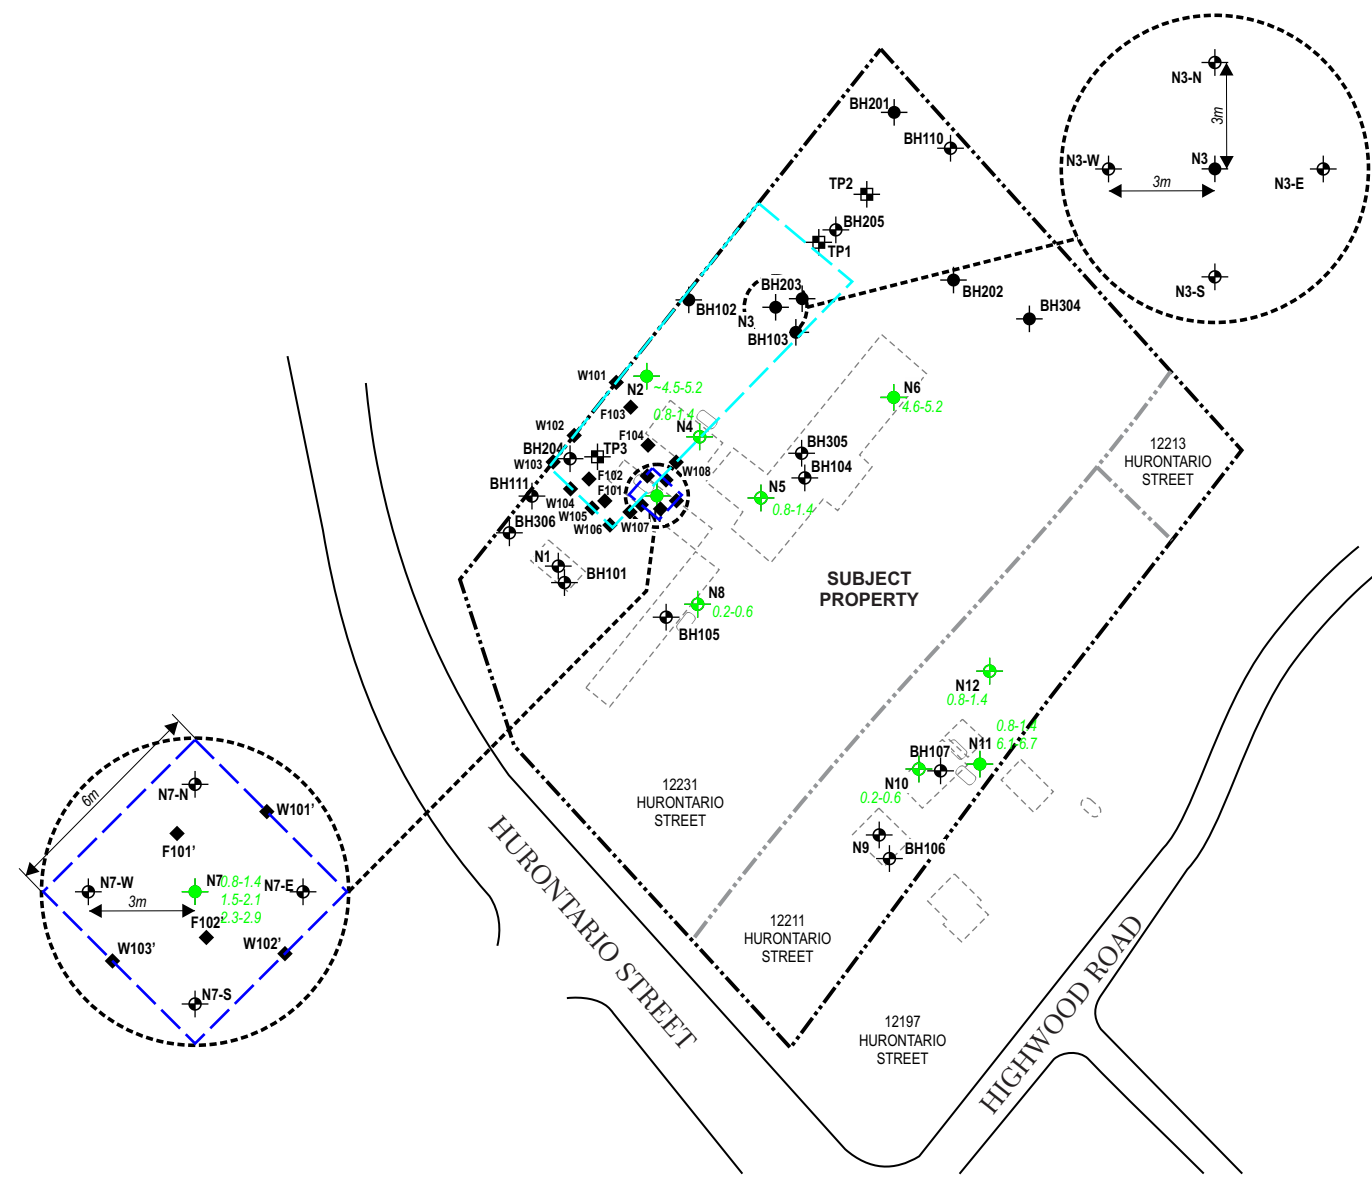 N3-N
3m
N3-W
N3
3m
N3-E
N3-S
BH201
BH110
TP2
BH205
TP1
BH203
BH202
BH102
N3
BH304
BH103
W101
N2
~4.5-5.2
F103
0.8-1.4
N4
N6
4.6-5.2
W102
F104
BH204
TP3
W103
W108
BH305
BH104
F102
BH111
F101
N5
0.8-1.4
W104
W105
W106
W107
BH306
N1
BH101
N8
0.2-0.6
BH105
SUBJECT
PROPERTY
12213
HURONTARIO
STREET
N12
0.8-1.4
0.8-1.4
6.1-6.7
N11
BH107
N10
0.2-0.6
N9
BH106
12231
HURONTARIO
STREET
12211
HURONTARIO
STREET
12197
HURONTARIO
STREET
HURONTARIO STREET
HIGHWOOD ROAD
6m
N7-N
W101'
F101'
N7-W
N7
0.8-1.4
1.5-2.1
2.3-2.9
N7-E
3m
F102'
W103'
W102'
N7-S